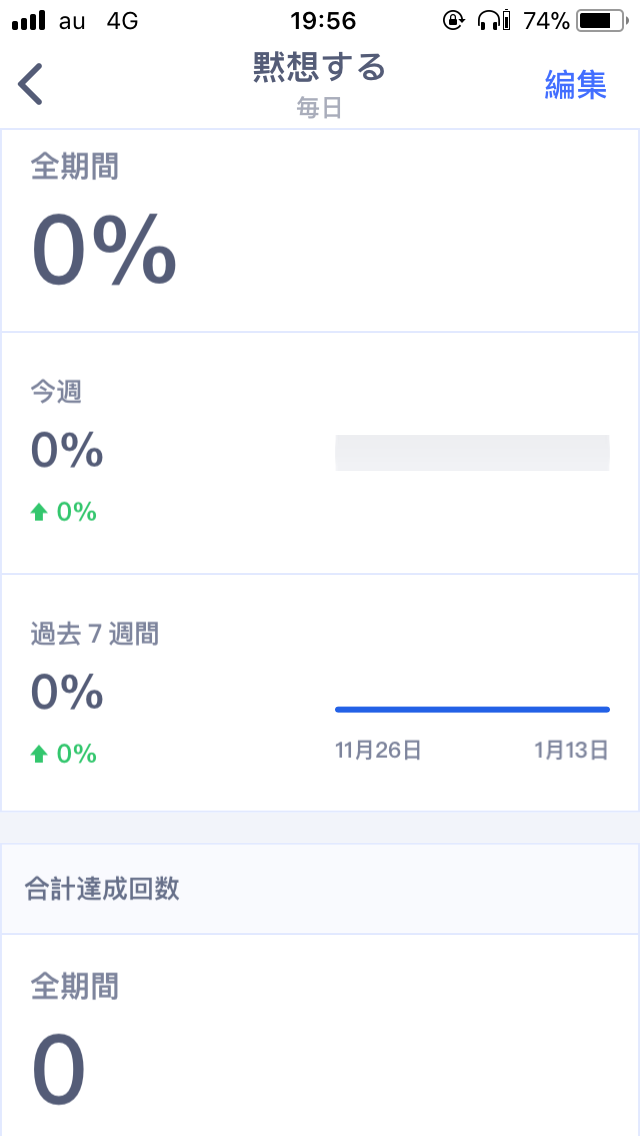 au 4G 19:56 74%
黙想する
毎日
編集
全期間
0%
今週
0%
0%
過去 7 週間
0%
0%
11月26日 1月13日
合計達成回数
全期間
0